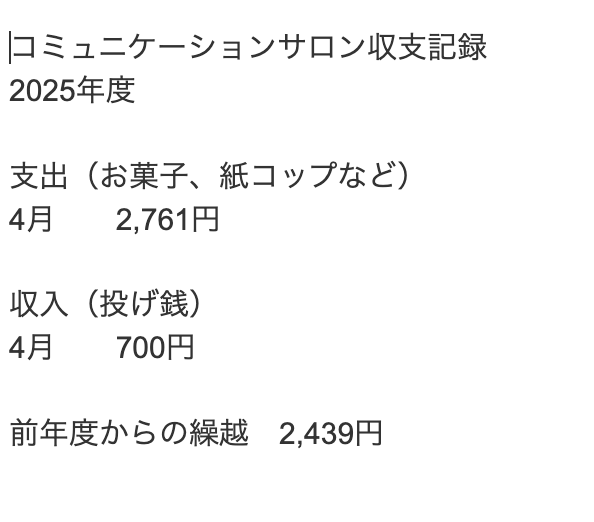 コミュニケーションサロン収支記録
2025年度
支出（お菓子、紙コップなど）
4月　　2,761円
収入（投げ銭）
4月　　700円
前年度からの繰越　2,439円